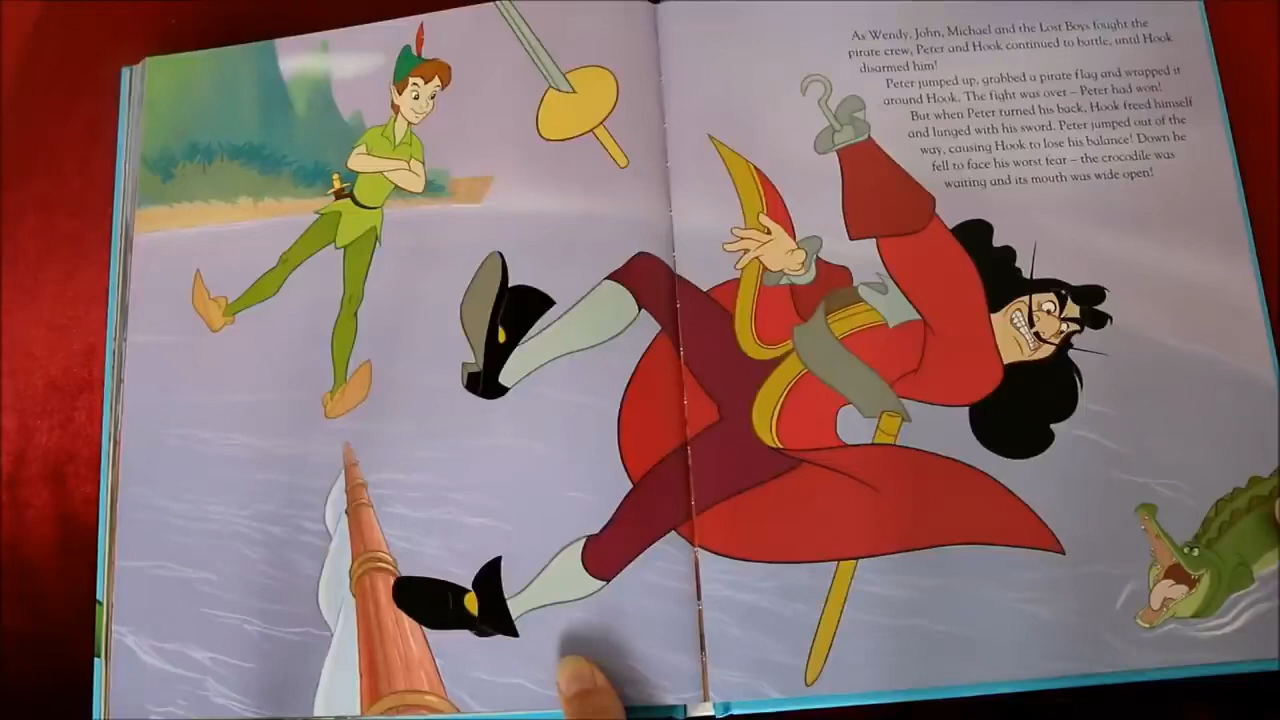 As Wendy, John, Michael and the Lost Boys fought the
pirate crew, Peter and Hook continued to battle, until Hook
disarmed him!
Peter jumped up, grabbed a pirate flag and wrapped it
around Hook. The fight was over – Peter had won!
But when Peter turned his back, Hook freed himself
and lunged with his sword. Peter jumped out of the
way, causing Hook to lose his balance! Down he
fell to face his worst fear – the crocodile was
waiting and its mouth was wide open!